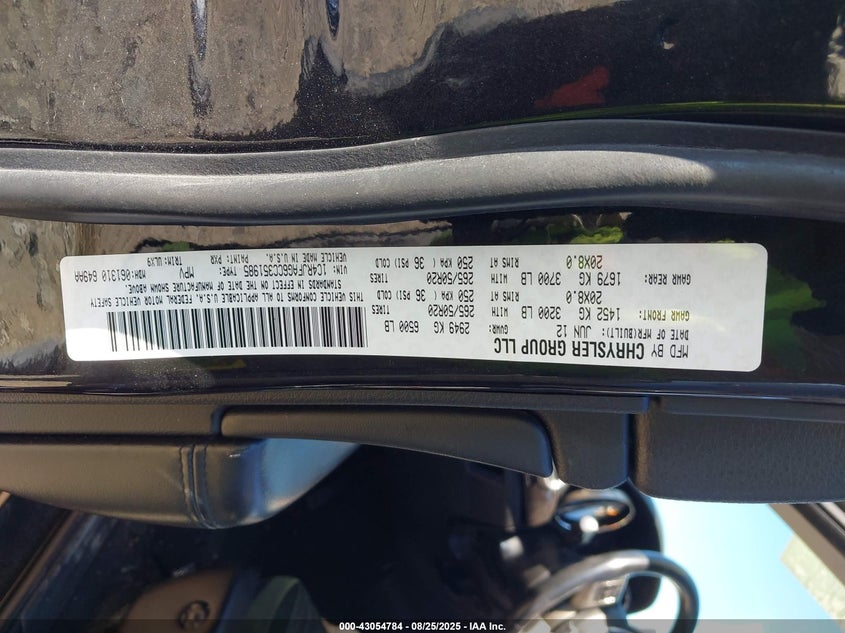 MFD BY CHRYSLER GROUP LLC
DATE OF MFR(BUILT): JUN 12 GVWR: 2949 KG 6500 LB
GAWR FRONT: 1452 KG 3200 LB WITH 265/50R20 TIRES
20X8.0 RIMS AT 250 KPA( 36 PSI) COLD
GAWR REAR: 1679 KG 3700 LB WITH 265/50R20 TIRES
20X8.0 RIMS AT 250 KPA( 36 PSI) COLD
THIS VEHICLE CONFORMS TO ALL APPLICABLE U.S.A. FEDERAL MOTOR VEHICLE SAFETY
STANDARDS IN EFFECT ON THE DATE OF MANUFACTURE SHOWN ABOVE.
VIN: 1C4RJFAG6CC351985 TYPE: MPV MDH:061310 649AA
VEHICLE MADE IN U.S.A. PAINT: PXR TRIM:ULX9
000-43054784 - 08/25/2025 - IAA Inc.